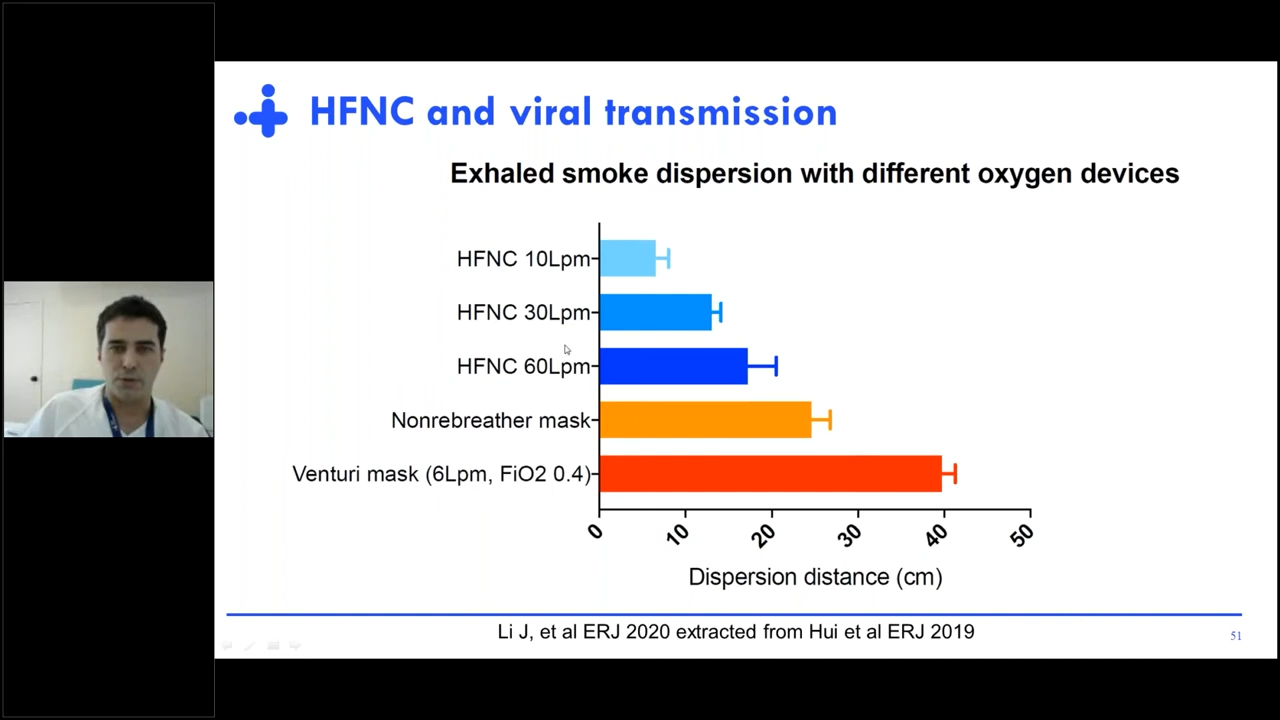 HFNC and viral transmission
Exhaled smoke dispersion with different oxygen devices
HFNC 10Lpm
HFNC 30Lpm
HFNC 60Lpm
Nonrebreather mask
Venturi mask (6Lpm, FiO2 0.4)
0 10 20 30 40 50
Dispersion distance (cm)
Li J, et al ERJ 2020 extracted from Hui et al ERJ 2019
51